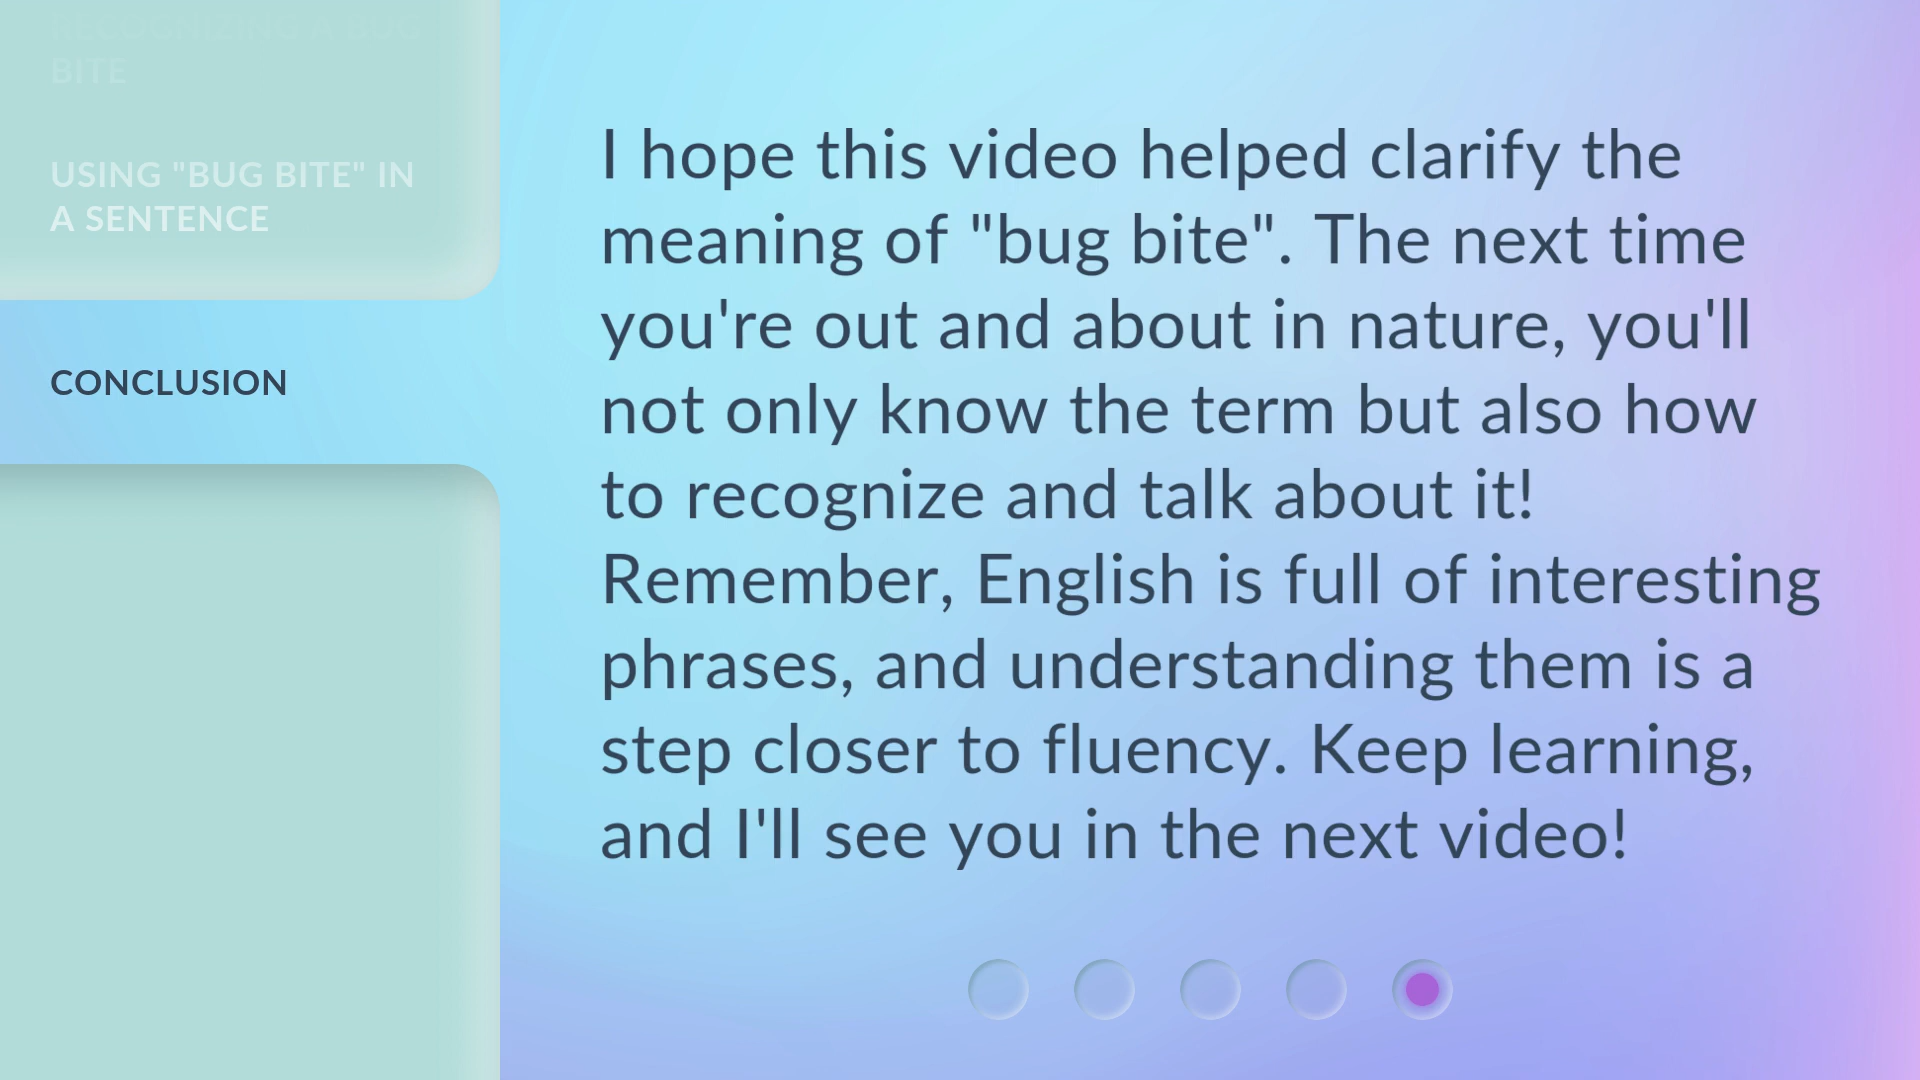 RECOGNIZING A BUG
BITE
USING "BUG BITE" IN
A SENTENCE
CONCLUSION
I hope this video helped clarify the
meaning of "bug bite". The next time
you're out and about in nature, you'll
not only know the term but also how
to recognize and talk about it!
Remember, English is full of interesting
phrases, and understanding them is a
step closer to fluency. Keep learning,
and I'll see you in the next video!